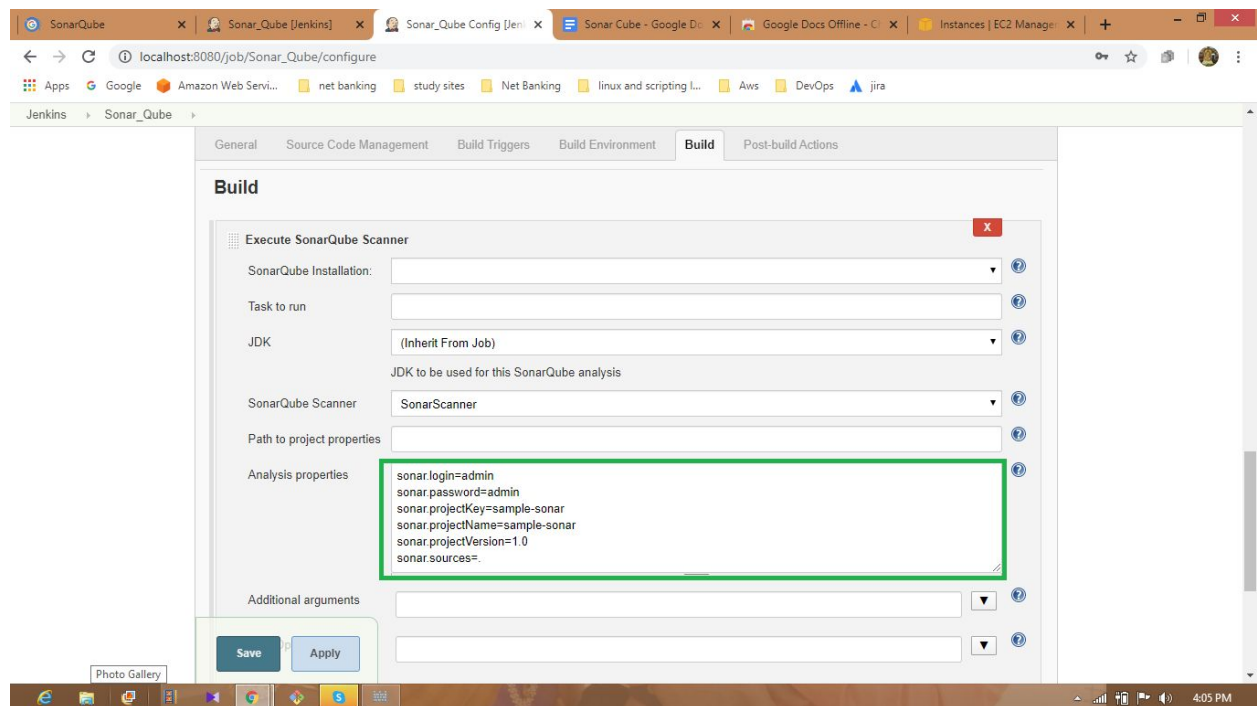 SonarQube
Sonar_Qube [Jenkins]
Sonar_Qube Config [Jen
Sonar Cube - Google Do
Google Docs Offline - C
Instances | EC2 Manage
localhost:8080/job/Sonar_Qube/configure
Apps
Google
Amazon Web Servi...
net banking
study sites
Net Banking
linux and scripting l...
Aws
DevOps
jira
Jenkins
Sonar_Qube
General
Source Code Management
Build Triggers
Build Environment
Build
Post-build Actions
Build
X
Execute SonarQube Scanner
SonarQube Installation:
Task to run
JDK
(Inherit From Job)
JDK to be used for this SonarQube analysis
SonarQube Scanner
SonarScanner
Path to project properties
Analysis properties
sonar.login=admin
sonar.password=admin
sonar.projectKey=sample-sonar
sonar.projectName=sample-sonar
sonar.projectVersion=1.0
sonar.sources=.
Additional arguments
Save
Apply
Photo Gallery
4:05 PM